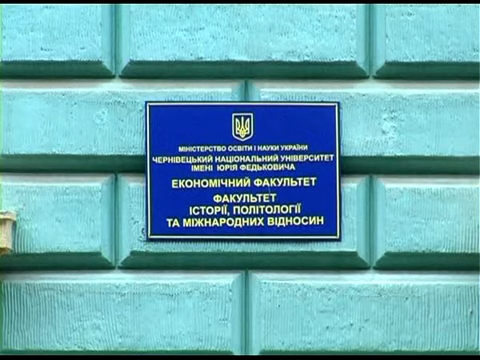 МІНІСТЕРСТВО ОСВІТИ І НАУКИ УКРАЇНИ
ЧЕРНІВЕЦЬКИЙ НАЦІОНАЛЬНИЙ УНІВЕРСИТЕТ
ІМЕНІ ЮРІЯ ФЕДЬКОВИЧА
ЕКОНОМІЧНИЙ ФАКУЛЬТЕТ
ФАКУЛЬТЕТ
ІСТОРІЇ, ПОЛІТОЛОГІЇ
ТА МІЖНАРОДНИХ ВІДНОСИН